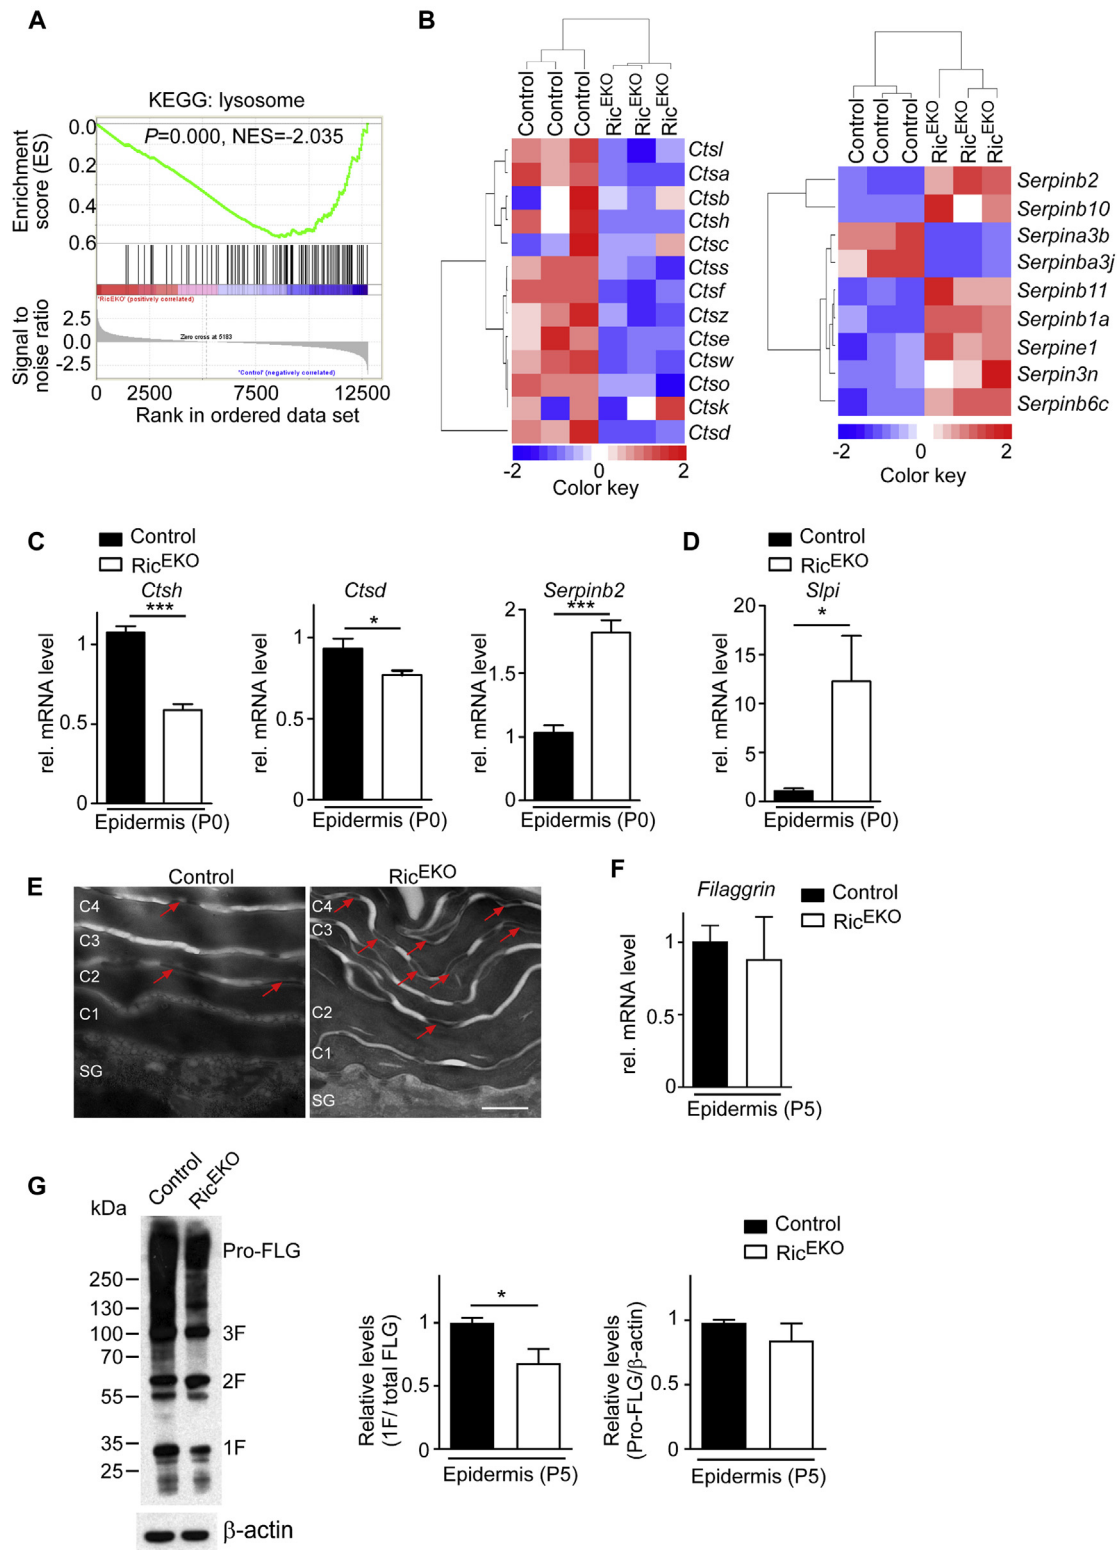 A
KEGG: lysosome
P=0.000, NES=-2.035
Enrichment
score (ES)
0.0
0.2
0.4
0.6
'RicEKO' (positively correlated)
Signal to
noise ratio
2.5
0.0
-2.5
Zero cross at 5183
'Control' (negatively correlated)
0 2500 7500 12500
Rank in ordered data set
B
Control Control Control RicEKO RicEKO RicEKO
Ctsl
Ctsa
Ctsb
Ctsh
Ctsc
Ctss
Ctsf
Ctsz
Ctse
Ctsw
Ctso
Ctsk
Ctsd
-2 0 2
Color key
Control Control Control RicEKO RicEKO RicEKO
Serpinb2
Serpinb10
Serpina3b
Serpinba3j
Serpinb11
Serpinb1a
Serpine1
Serpin3n
Serpinb6c
-2 0 2
Color key
C
Control
RicEKO
Ctsh
***
rel. mRNA level
1
0.5
0
Epidermis (P0)
Ctsd
*
rel. mRNA level
1
0.5
0
Epidermis (P0)
Serpinb2
***
rel. mRNA level
2
1.5
1
0
Epidermis (P0)
D
Control
RicEKO
Slpi
*
rel. mRNA level
20
15
10
5
0
Epidermis (P0)
E
Control
C4
C3
C2
C1
SG
RicEKO
C4
C3
C2
C1
SG
F
Filaggrin
Control
RicEKO
rel. mRNA level
1
0.5
0
Epidermis (P5)
G
Control RicEKO
kDa
250
130
100
70
55
35
25
Pro-FLG
3F
2F
1F
β-actin
Control
RicEKO
Relative levels
(1F/ total FLG)
*
1
0.5
0
Epidermis (P5)
Relative levels
(Pro-FLG/β-actin)
1
0.5
0
Epidermis (P5)